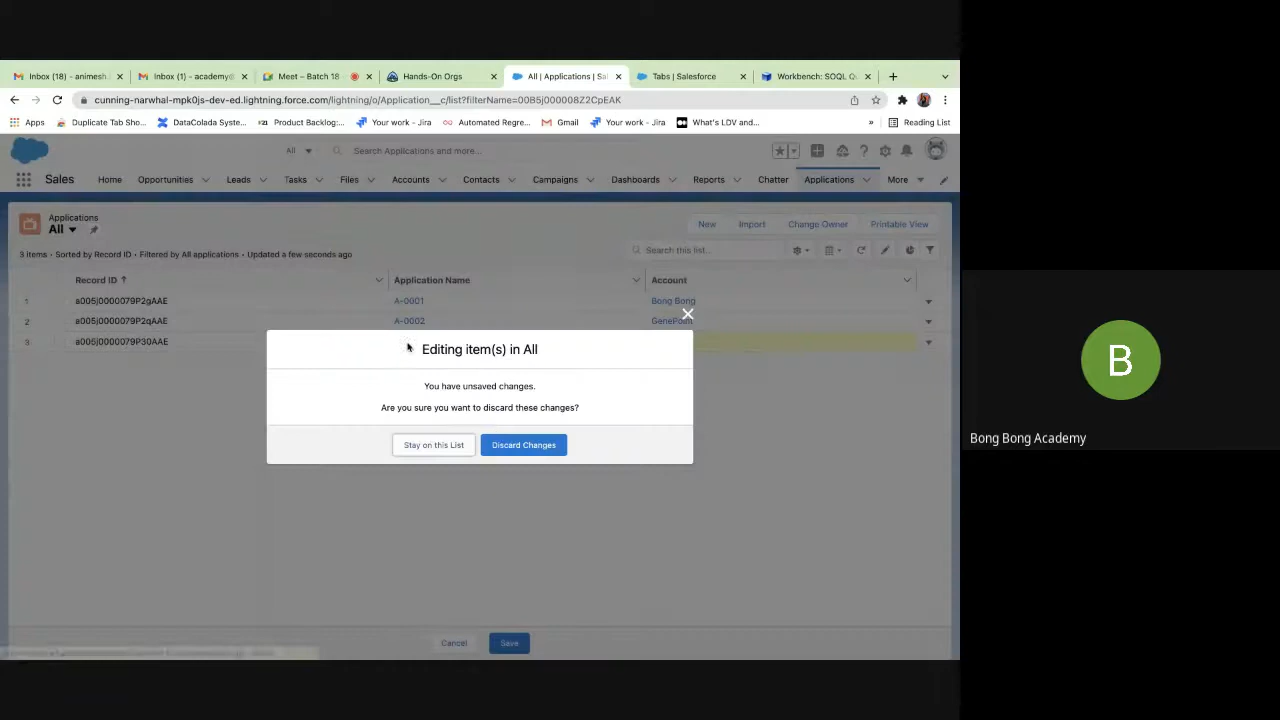 Inbox (18) - animesh.
Inbox (1) - academy@
Meet – Batch 18
Hands-On Orgs
All | Applications | Sal
Tabs | Salesforce
Workbench: SOQL Qu
cunning-narwhal-mpk0js-dev-ed.lightning.force.com/lightning/o/Application__c/list?filterName=00B5j000008Z2CpEAK
Apps
Duplicate Tab Sho...
DataColada Syste...
Product Backlog:...
Your work - Jira
Automated Regre...
Gmail
Your work - Jira
What's LDV and...
»
Reading List
All
Search Applications and more...
Sales
Home
Opportunities
Leads
Tasks
Files
Accounts
Contacts
Campaigns
Dashboards
Reports
Chatter
Applications
More
Applications
All
New
Import
Change Owner
Printable View
3 items • Sorted by Record ID • Filtered by All applications • Updated a few seconds ago
Search this list...
Record ID ↑
Application Name
Account
1
a005j0000079P2gAAE
A-0001
Bong Bong
2
a005j0000079P2qAAE
A-0002
3
a005j0000079P30AAE
Editing item(s) in All
You have unsaved changes.
Are you sure you want to discard these changes?
Stay on this List
Discard Changes
Cancel
Save
B
Bong Bong Academy